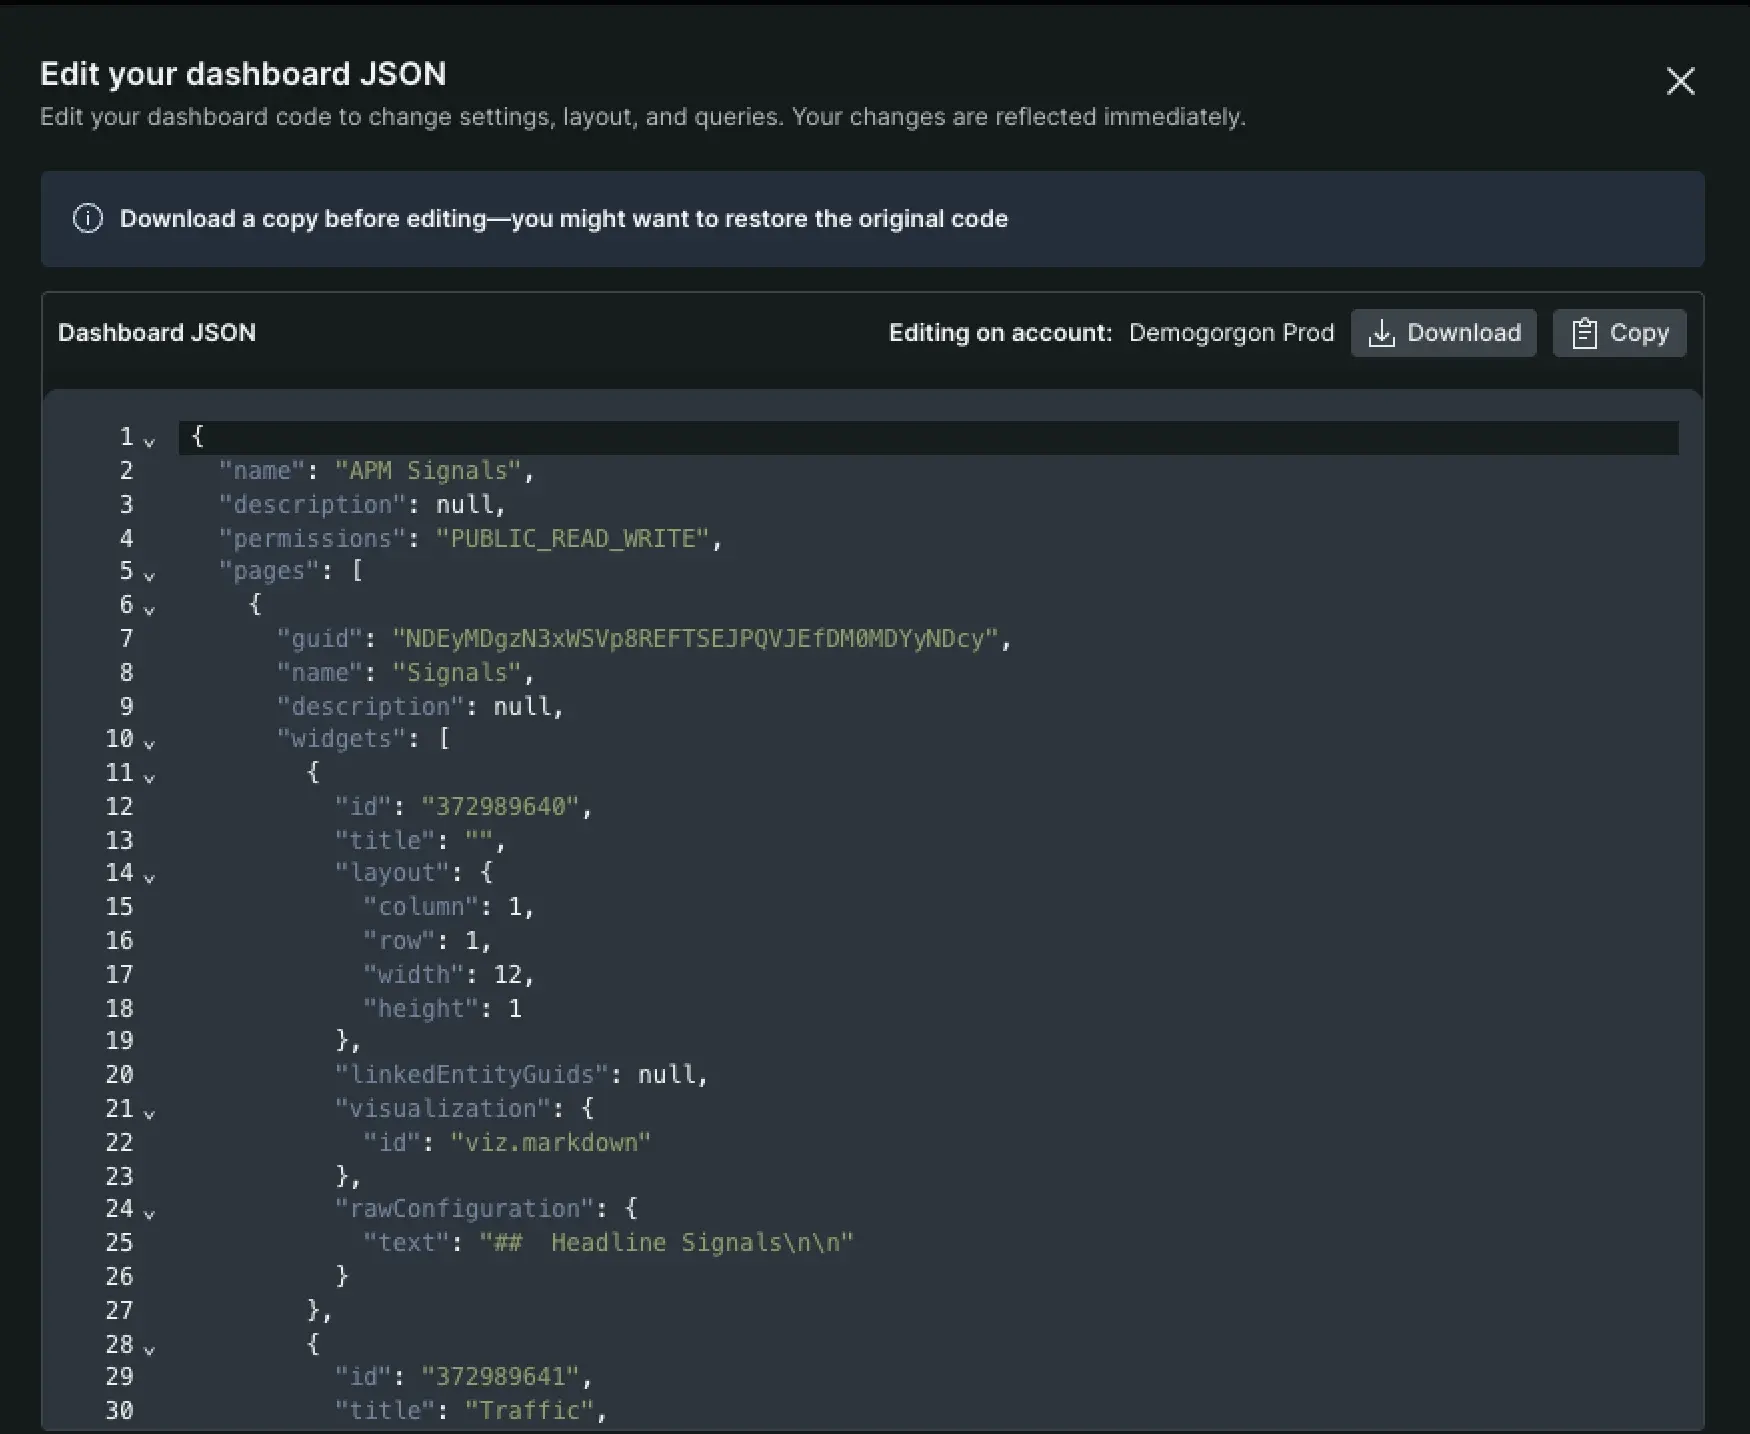 Edit your dashboard JSON
Edit your dashboard code to change settings, layout, and queries. Your changes are reflected immediately.
Download a copy before editing—you might want to restore the original code
Dashboard JSON Editing on account: Demogorgon Prod Download Copy
1 {
2 "name": "APM Signals",
3 "description": null,
4 "permissions": "PUBLIC_READ_WRITE",
5 "pages": [
6 {
7 "guid": "NDEyMDgzN3xWSVp8REFTSEJPQVJEfDM0MDYyNDcy",
8 "name": "Signals",
9 "description": null,
10 "widgets": [
11 {
12 "id": "372989640",
13 "title": "",
14 "layout": {
15 "column": 1,
16 "row": 1,
17 "width": 12,
18 "height": 1
19 },
20 "linkedEntityGuids": null,
21 "visualization": {
22 "id": "viz.markdown"
23 },
24 "rawConfiguration": {
25 "text": "##  Headline Signals\n\n"
26 }
27 },
28 {
29 "id": "372989641",
30 "title": "Traffic",